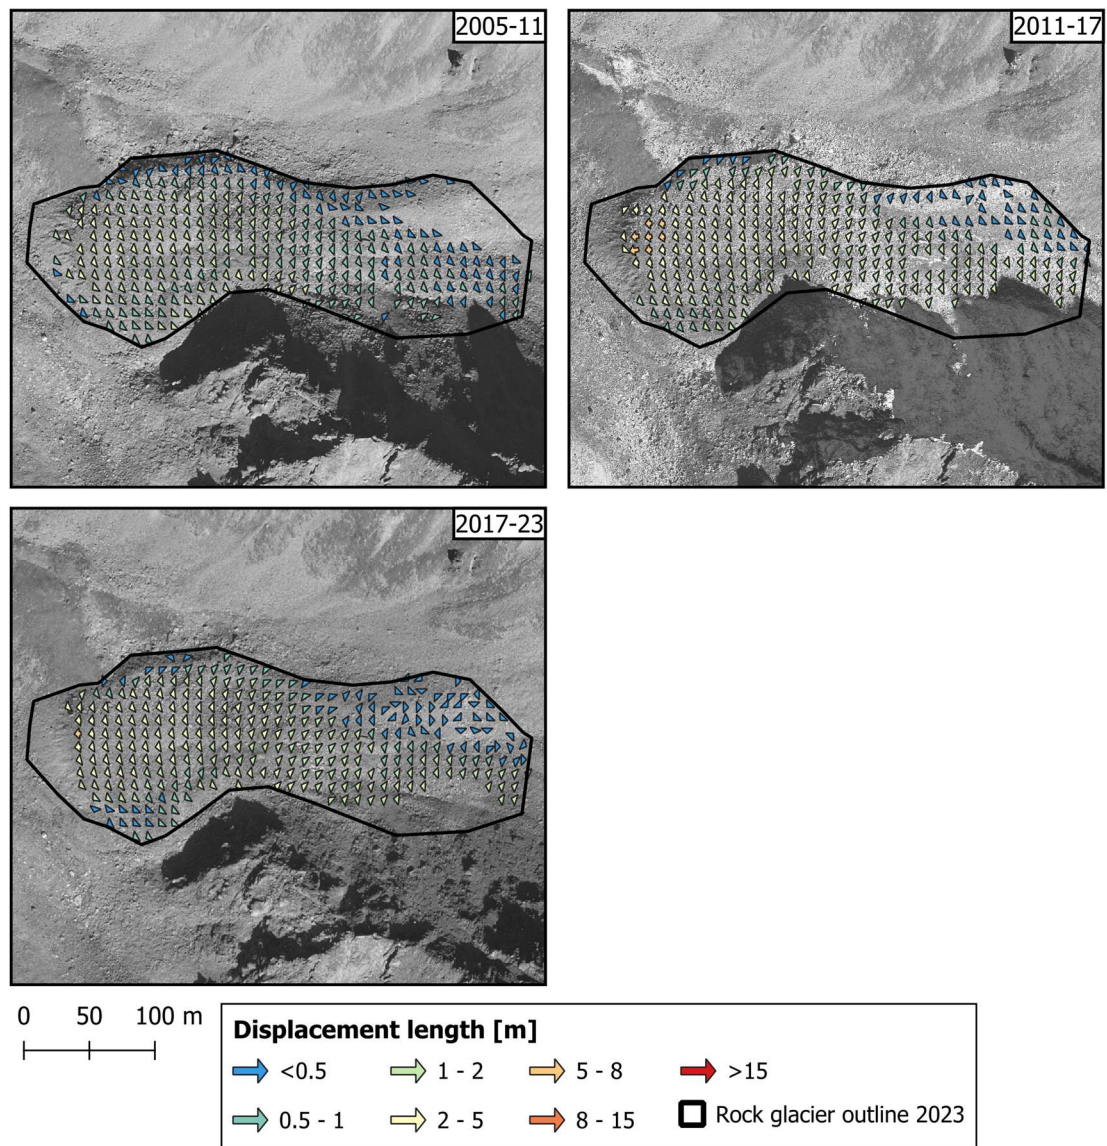 2005-11
2011-17
2017-23
0 50 100 m
Displacement length [m]
<0.5 1 - 2 5 - 8 >15
0.5 - 1 2 - 5 8 - 15 Rock glacier outline 2023